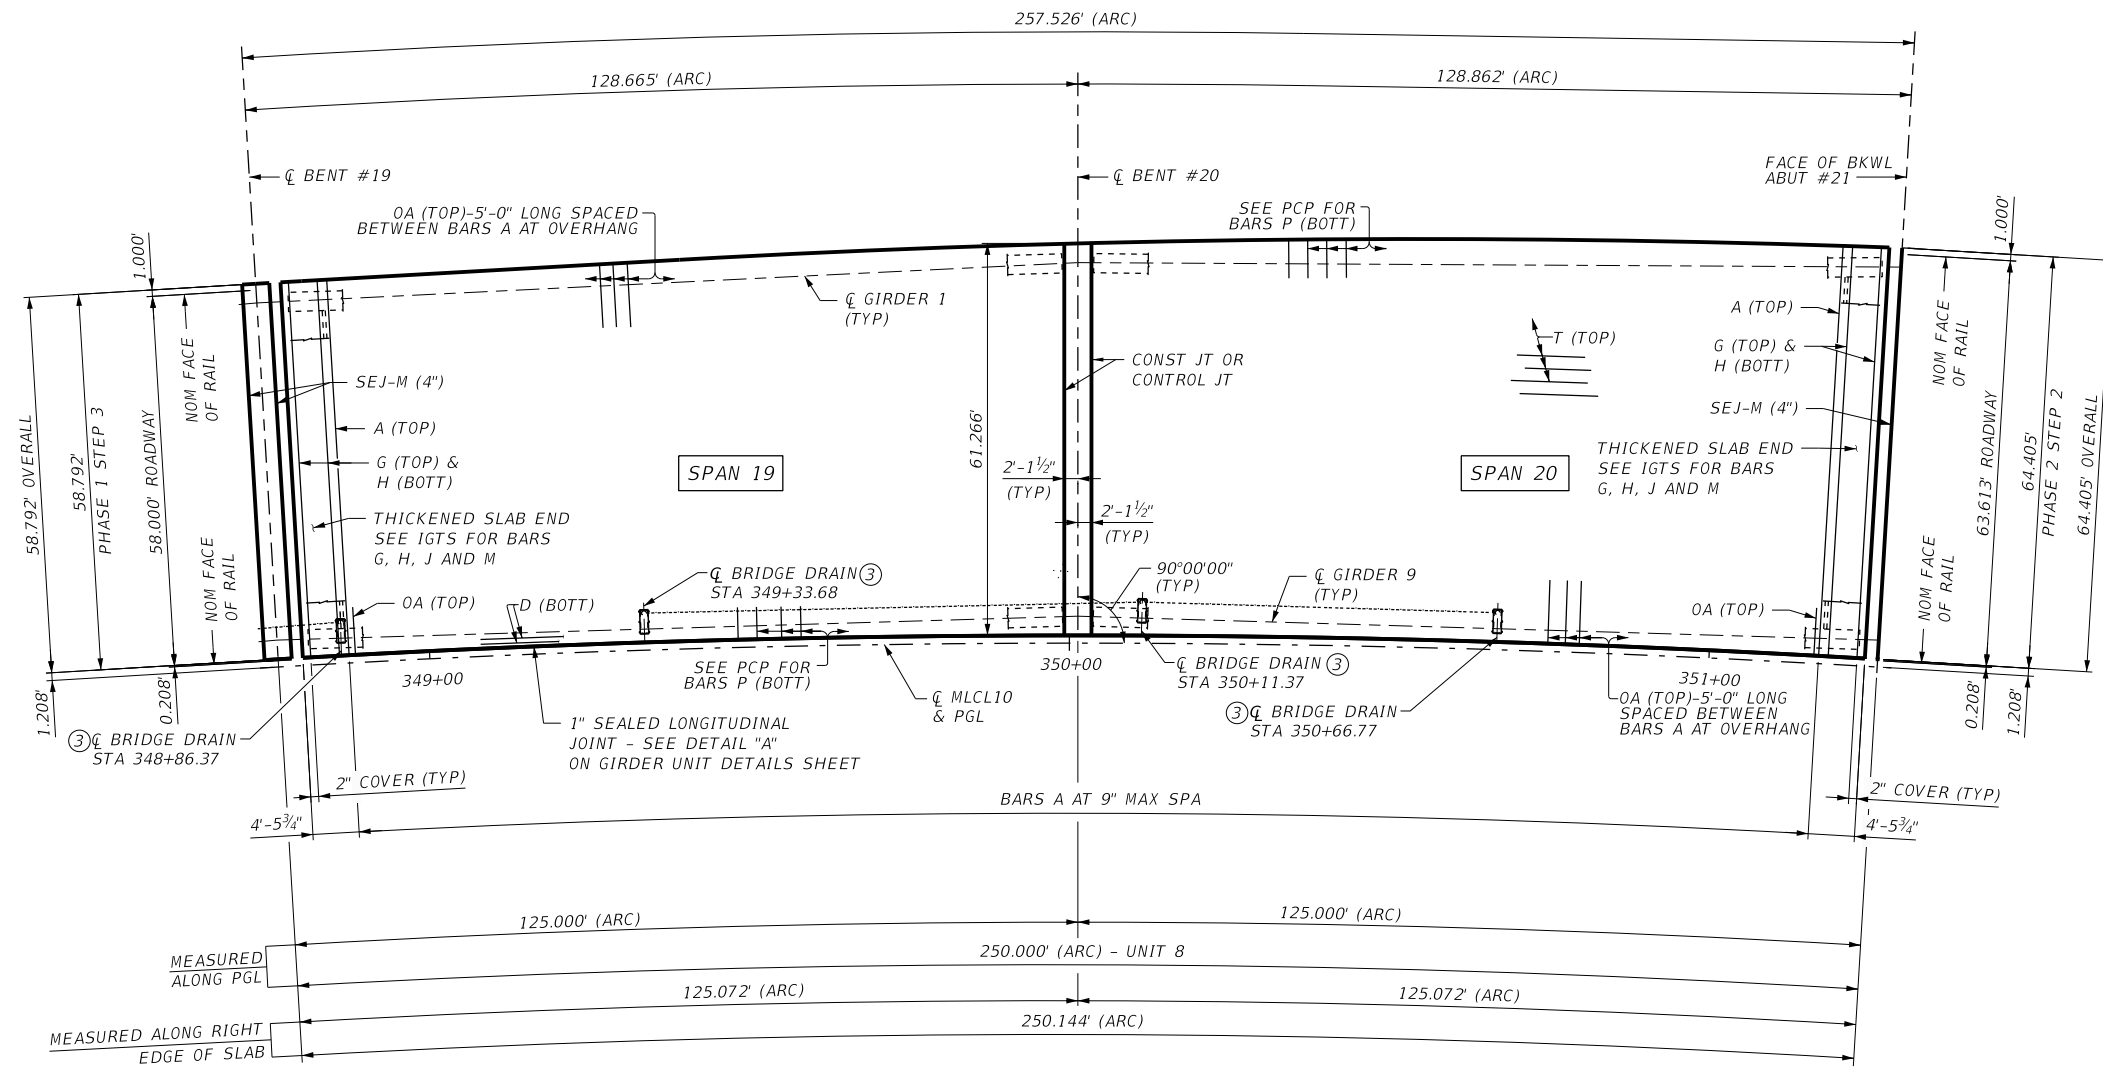 257.526' (ARC)
128.665' (ARC)
128.862' (ARC)
℄ BENT #19
℄ BENT #20
FACE OF BKWL
ABUT #21
OA (TOP)-5'-0" LONG SPACED
BETWEEN BARS A AT OVERHANG
SEE PCP FOR
BARS P (BOTT)
1.000'
1.000'
℄ GIRDER 1
(TYP)
A (TOP)
T (TOP)
G (TOP) &
H (BOTT)
NOM FACE
OF RAIL
NOM FACE
OF RAIL
CONST JT OR
CONTROL JT
SEJ-M (4")
SEJ-M (4")
A (TOP)
G (TOP) &
H (BOTT)
61.266'
SPAN 19
SPAN 20
2'-1½"
(TYP)
2'-1½"
(TYP)
THICKENED SLAB END
SEE IGTS FOR BARS
G, H, J AND M
THICKENED SLAB END
SEE IGTS FOR BARS
G, H, J AND M
58.792' OVERALL
58.792'
PHASE 1 STEP 3
58.000' ROADWAY
63.613' ROADWAY
64.405'
PHASE 2 STEP 2
64.405' OVERALL
NOM FACE
OF RAIL
NOM FACE
OF RAIL
℄ BRIDGE DRAIN 3
STA 349+33.68
90°00'00"
(TYP)
℄ GIRDER 9
(TYP)
OA (TOP)
D (BOTT)
OA (TOP)
SEE PCP FOR
BARS P (BOTT)
349+00
350+00
351+00
℄ BRIDGE DRAIN 3
STA 350+11.37
℄ MLCL10
& PGL
3 ℄ BRIDGE DRAIN
STA 350+66.77
OA (TOP)-5'-0" LONG
SPACED BETWEEN
BARS A AT OVERHANG
1.208'
0.208'
0.208'
1.208'
3 ℄ BRIDGE DRAIN
STA 348+86.37
1" SEALED LONGITUDINAL
JOINT - SEE DETAIL "A"
ON GIRDER UNIT DETAILS SHEET
2" COVER (TYP)
2" COVER (TYP)
BARS A AT 9" MAX SPA
4'-5¾"
4'-5¾"
125.000' (ARC)
125.000' (ARC)
MEASURED
ALONG PGL
250.000' (ARC) - UNIT 8
125.072' (ARC)
125.072' (ARC)
MEASURED ALONG RIGHT
EDGE OF SLAB
250.144' (ARC)